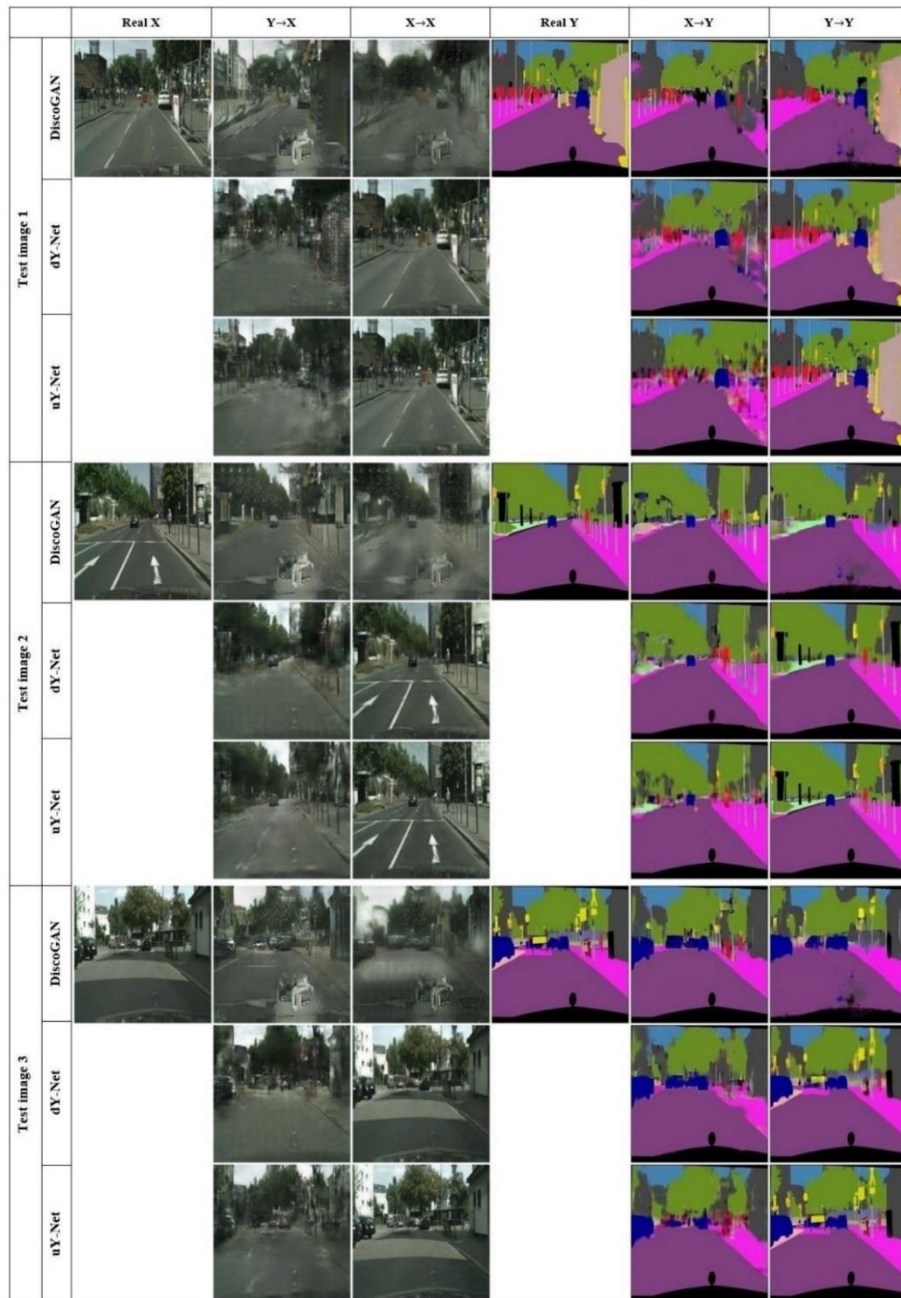 Real X Y→X X→X Real Y X→Y Y→Y
Test image 1
DiscoGAN
dY-Net
uY-Net
Test image 2
DiscoGAN
dY-Net
uY-Net
Test image 3
DiscoGAN
dY-Net
uY-Net